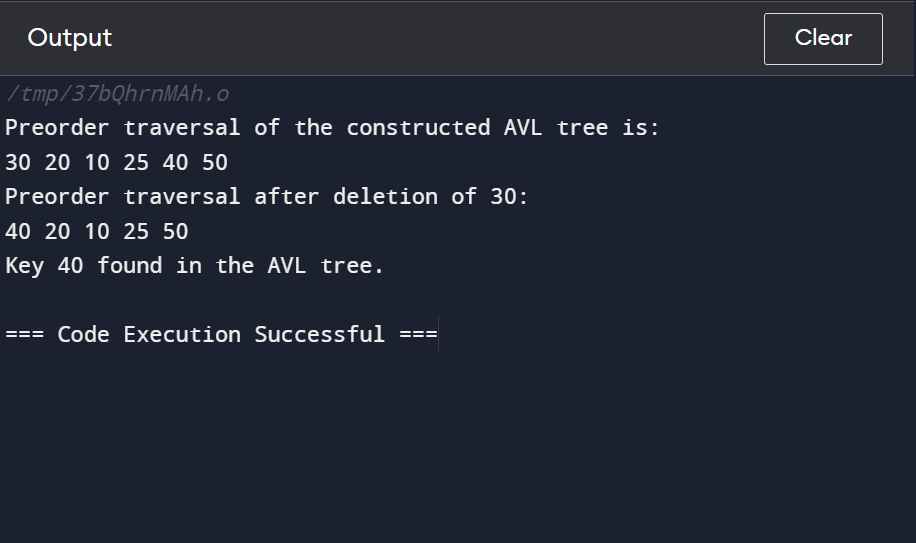 Output
Clear
/tmp/37bQhrnMAh.o
Preorder traversal of the constructed AVL tree is:
30 20 10 25 40 50
Preorder traversal after deletion of 30:
40 20 10 25 50
Key 40 found in the AVL tree.
=== Code Execution Successful ===